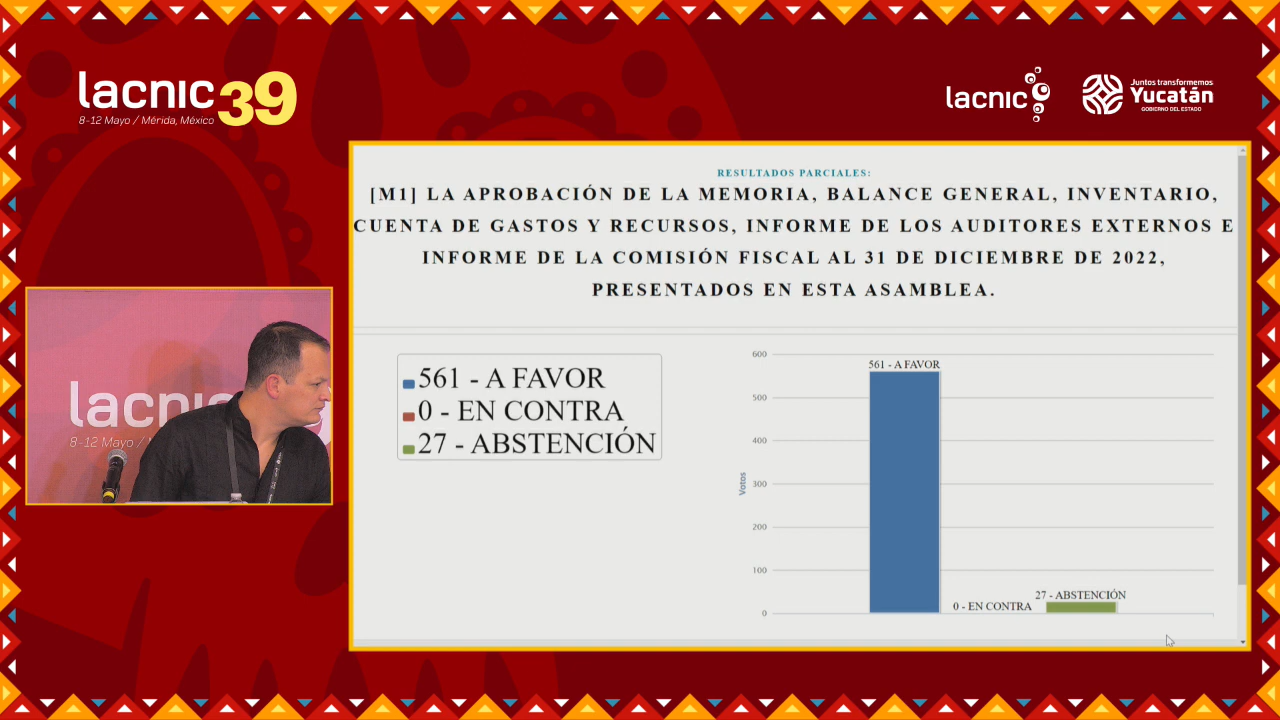 lacnic 39
8-12 Mayo / Mérida, México
lacnic
Juntos transformemos
Yucatán
GOBIERNO DEL ESTADO
RESULTADOS PARCIALES:
[M1] LA APROBACIÓN DE LA MEMORIA, BALANCE GENERAL, INVENTARIO,
CUENTA DE GASTOS Y RECURSOS, INFORME DE LOS AUDITORES EXTERNOS E
INFORME DE LA COMISIÓN FISCAL AL 31 DE DICIEMBRE DE 2022,
PRESENTADOS EN ESTA ASAMBLEA.
561 - A FAVOR
0 - EN CONTRA
27 - ABSTENCIÓN
Votos
600
500
400
300
200
100
0
561 - A FAVOR
0 - EN CONTRA
27 - ABSTENCIÓN
lacnic
8-12 Mayo /